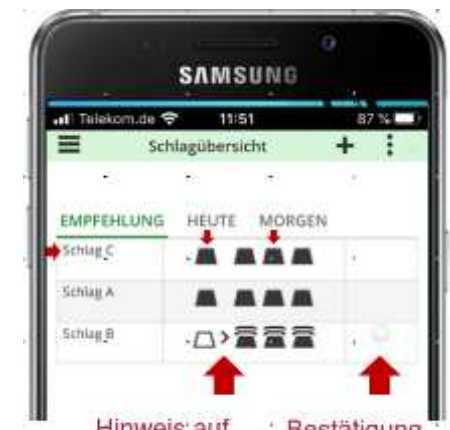 SAMSUNG
Telekom.de 11:51 87 %
Schlagübersicht
EMPFEHLUNG HEUTE MORGEN
Schlag C
Schlag A
Schlag B
Hinweis auf Bestätigung